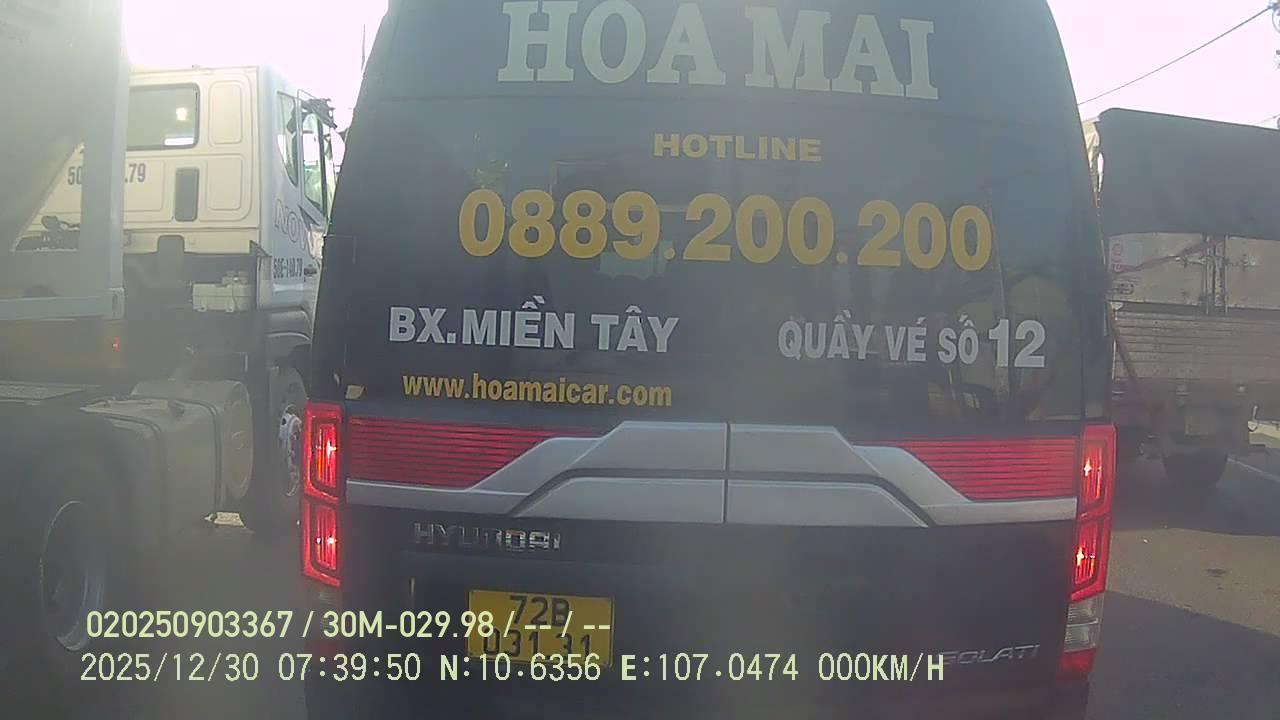 HOA MAI
HOTLINE
0889.200.200
BX.MIỀN TÂY
QUẦY VÉ SỐ 12
www.hoamaicar.com
HYUNDAI
72B
031.31
SOLATI
020250903367 / 30M-029.98 / -- / --
2025/12/30 07:39:50 N:10.6356 E:107.0474 000KM/H